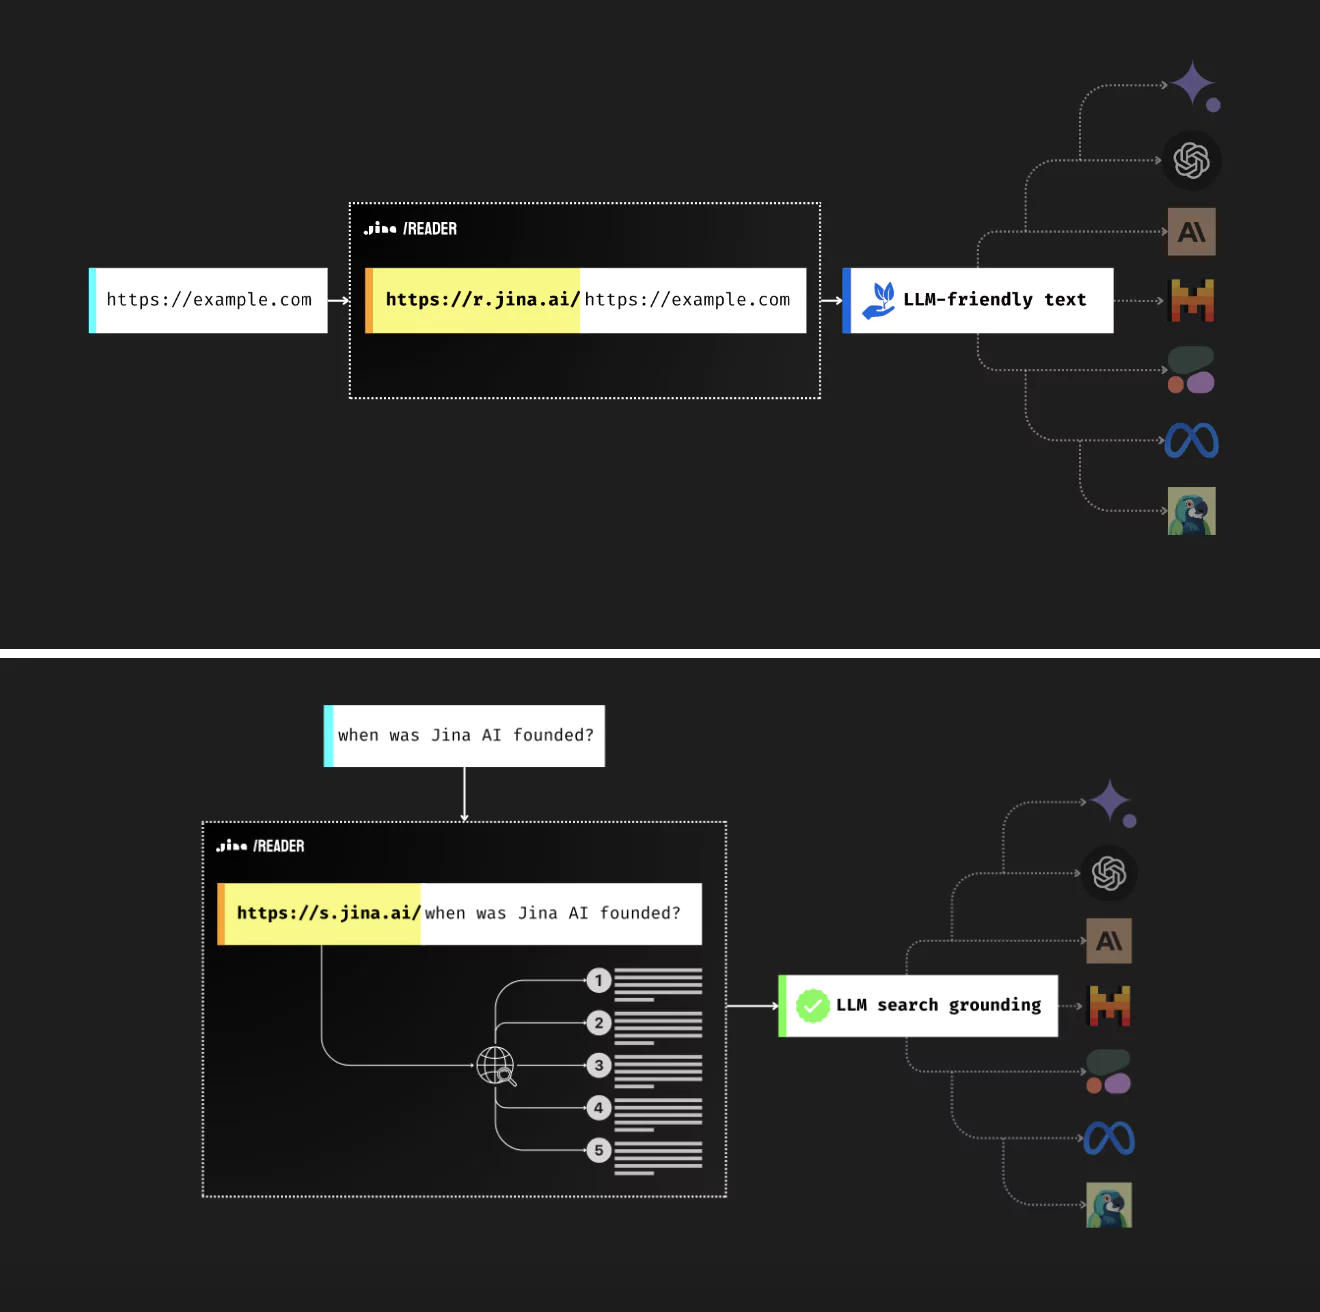 Jina /READER
https://example.com
https://r.jina.ai/https://example.com
LLM-friendly text
AI
when was Jina AI founded?
Jina /READER
https://s.jina.ai/when was Jina AI founded?
1
2
3
4
5
LLM search grounding
AI